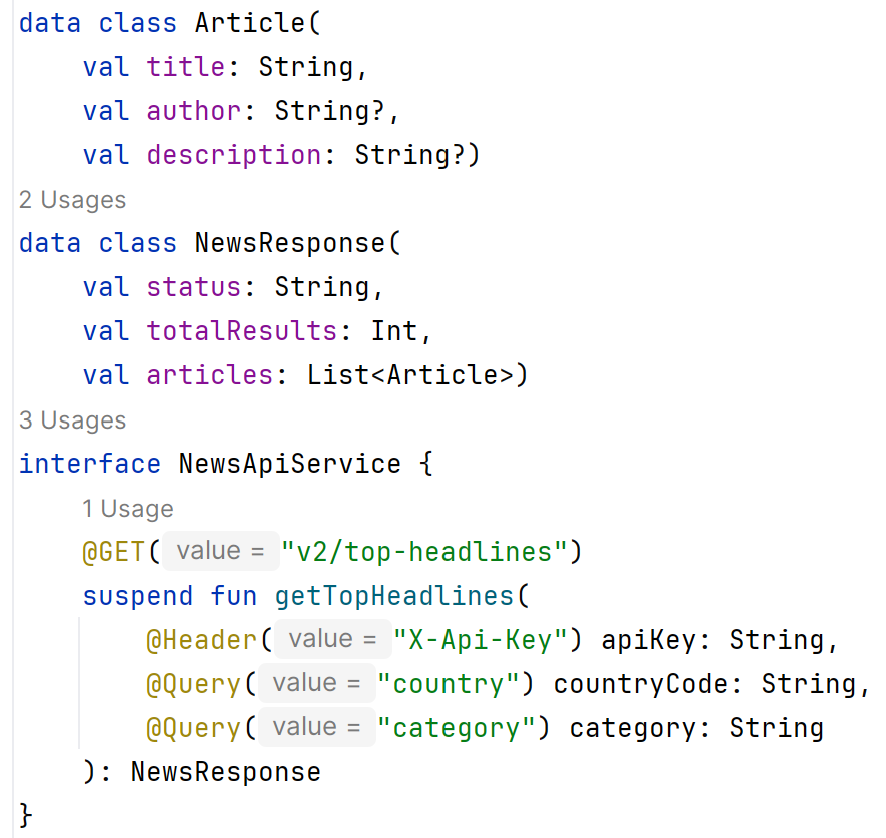 data class Article(
    val title: String,
    val author: String?,
    val description: String?)
2 Usages
data class NewsResponse(
    val status: String,
    val totalResults: Int,
    val articles: List<Article>)
3 Usages
interface NewsApiService {
    1 Usage
    @GET( value = "v2/top-headlines")
    suspend fun getTopHeadlines(
        @Header( value = "X-Api-Key") apiKey: String,
        @Query( value = "country") countryCode: String,
        @Query( value = "category") category: String
    ): NewsResponse
}